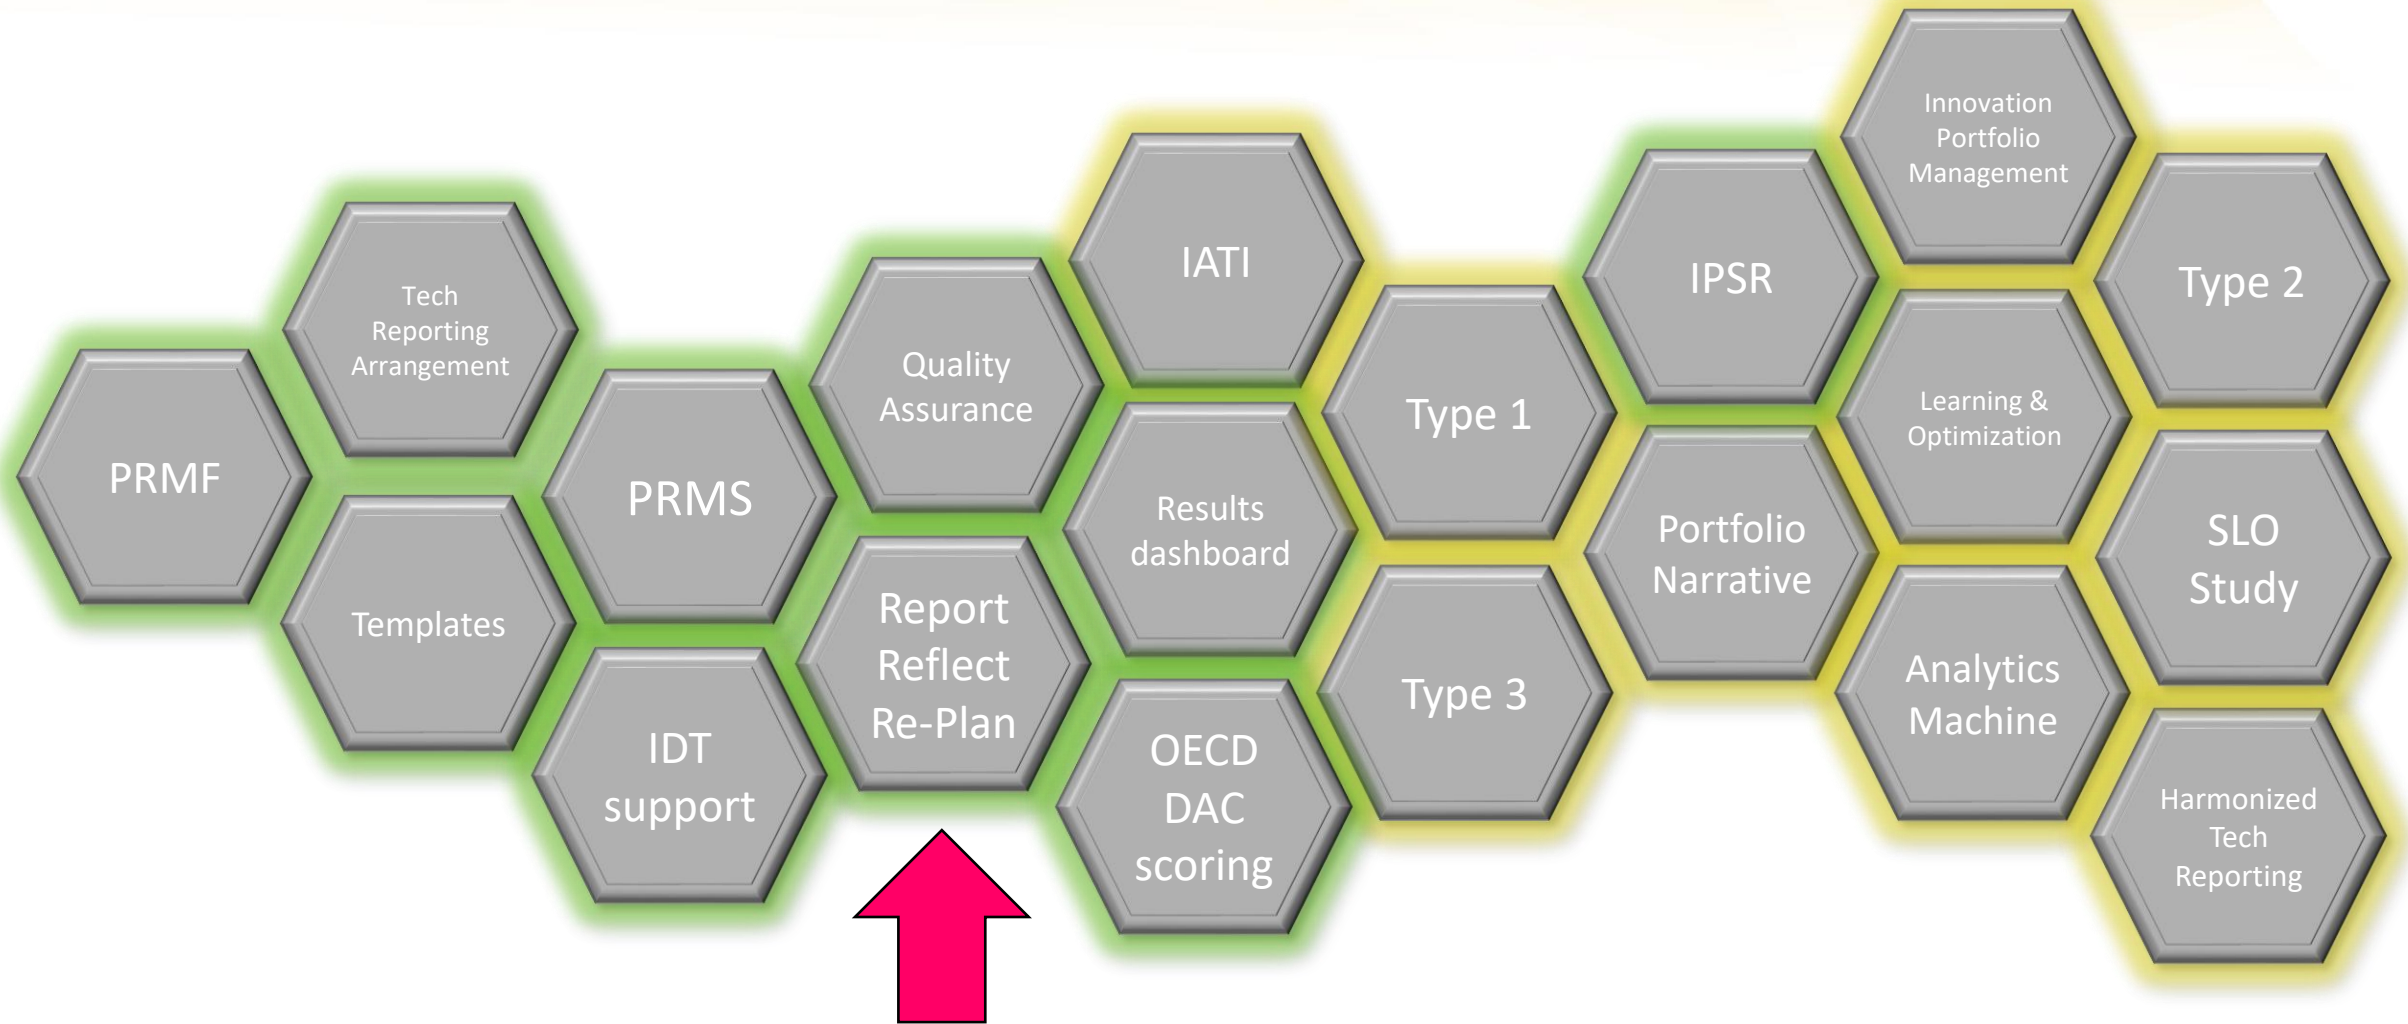 PRMF
Tech
Reporting
Arrangement
Templates
PRMS
IDT
support
Quality
Assurance
Report
Reflect
Re-Plan
IATI
Results
dashboard
OECD
DAC
scoring
Type 1
Type 3
IPSR
Portfolio
Narrative
Innovation
Portfolio
Management
Learning &
Optimization
Analytics
Machine
Type 2
SLO
Study
Harmonized
Tech
Reporting